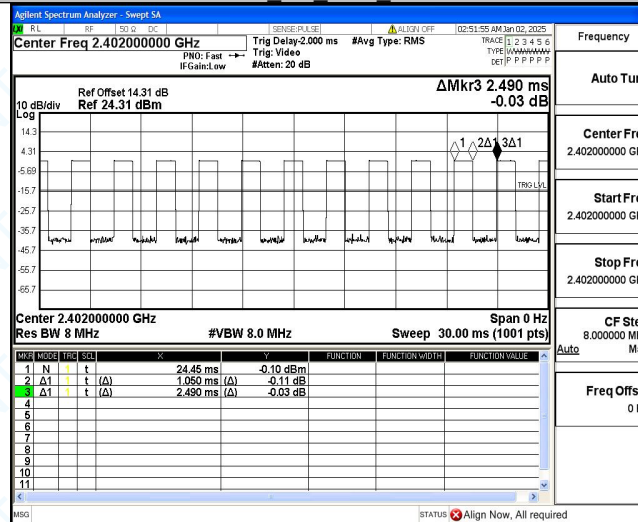 Agilent Spectrum Analyzer - Swept SA
LXI RL RF 50 Ω DC SENSE:PULSE ALIGN OFF 02:51:55 AM Jan 02, 2025
Center Freq 2.402000000 GHz
PNO: Fast
IFGain:Low
Trig Delay-2.000 ms
Trig: Video
#Atten: 20 dB
#Avg Type: RMS
TRACE 1 2 3 4 5 6
TYPE WWWWWW
DET P P P P P P
ΔMkr3 2.490 ms
-0.03 dB
Ref Offset 14.31 dB
Ref 24.31 dBm
10 dB/div
Log
14.3
4.31
-5.69
-15.7
-25.7
-35.7
-45.7
-55.7
-65.7
1 2Δ1 3Δ1
TRIG LVL
Center 2.402000000 GHz
Span 0 Hz
Res BW 8 MHz
#VBW 8.0 MHz
Sweep 30.00 ms (1001 pts)
MKR MODE TRC SCL X Y FUNCTION FUNCTION WIDTH FUNCTION VALUE
1 N 1 t 24.45 ms -0.10 dBm
2 Δ1 1 t (Δ) 1.050 ms (Δ) -0.11 dB
3 Δ1 1 t (Δ) 2.490 ms (Δ) -0.03 dB
4
5
6
7
8
9
10
11
MSG
STATUS Align Now, All required
Frequency
Auto Tun
Center Fre
2.402000000 GH
Start Fre
2.402000000 GH
Stop Fre
2.402000000 GH
CF Ste
8.000000 MH
Auto M
Freq Offs
0 H